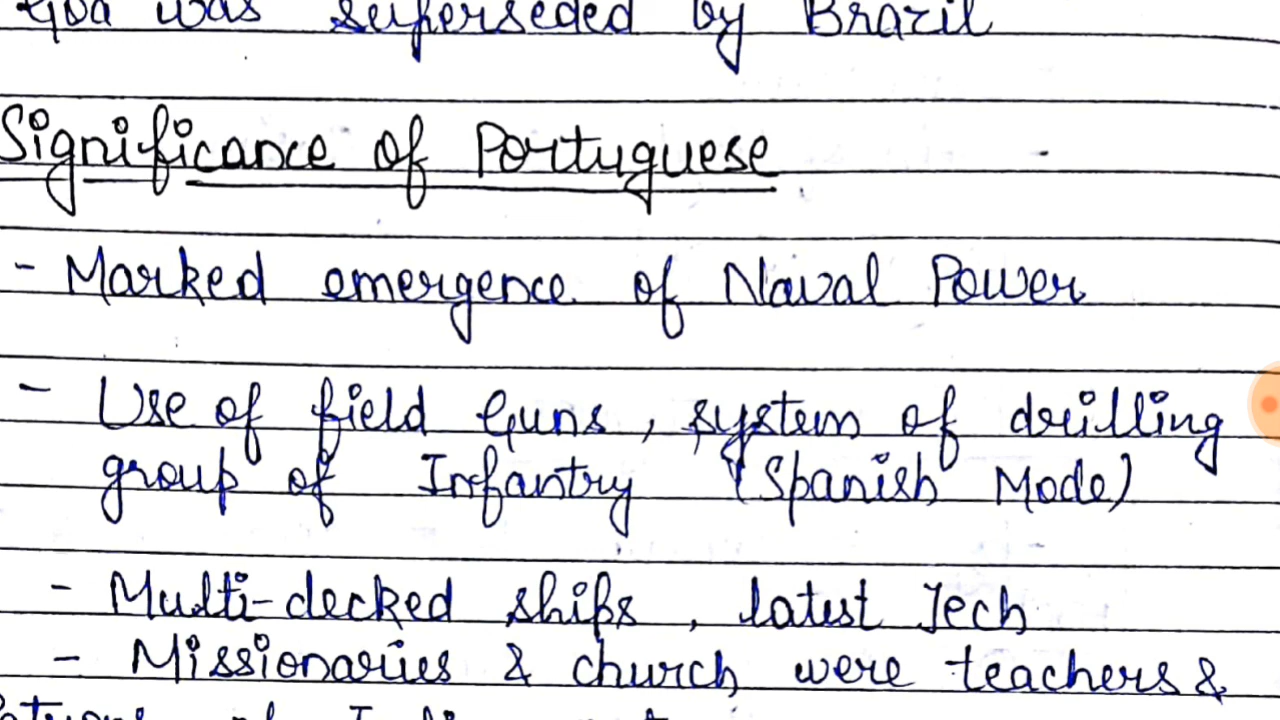 Goa was superseded by Brazil
Significance of Portuguese
- Marked emergence of Naval Power
- Use of field Guns, system of drilling
group of Infantry (Spanish Mode)
- Multi-decked ships, latest Tech
- Missionaries & church were teachers &